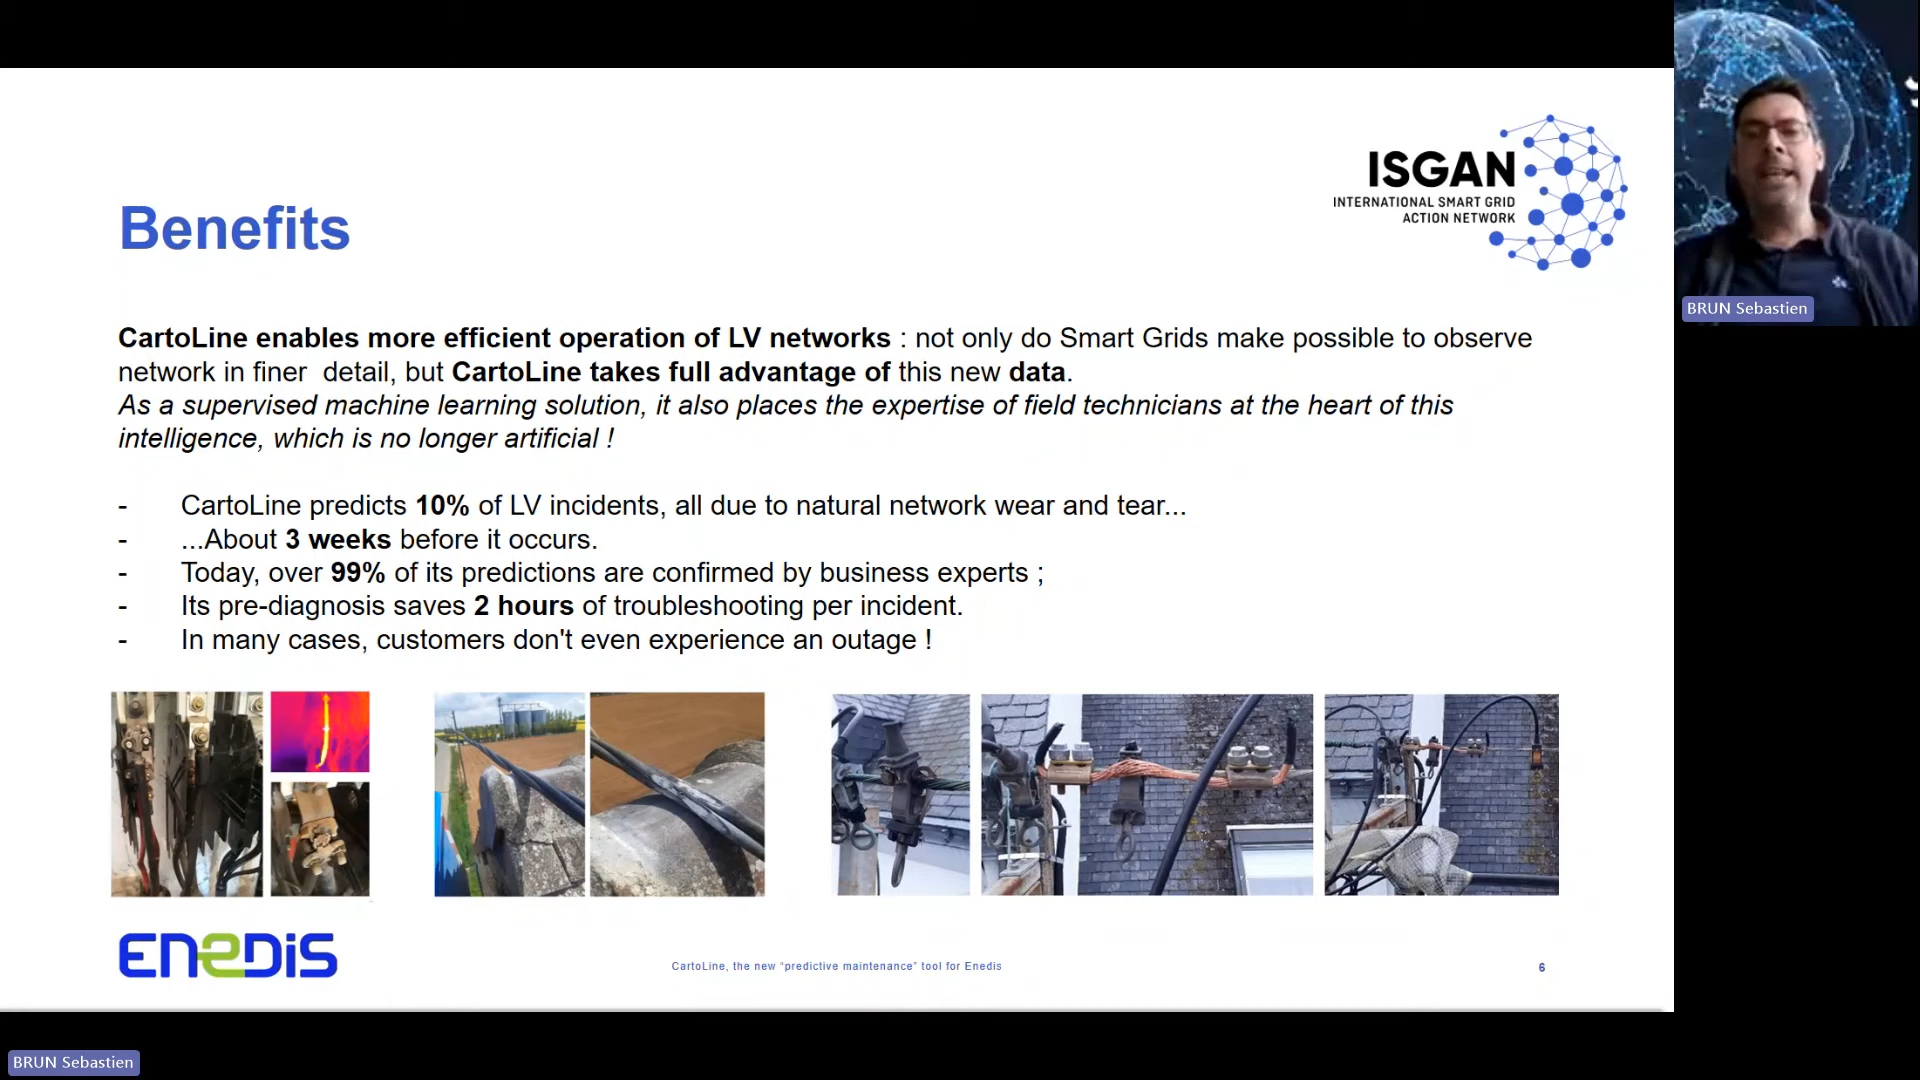 ISGAN
INTERNATIONAL SMART GRID
ACTION NETWORK
BRUN Sebastien
Benefits
CartoLine enables more efficient operation of LV networks : not only do Smart Grids make possible to observe
network in finer detail, but CartoLine takes full advantage of this new data.
As a supervised machine learning solution, it also places the expertise of field technicians at the heart of this
intelligence, which is no longer artificial !
- CartoLine predicts 10% of LV incidents, all due to natural network wear and tear...
- ...About 3 weeks before it occurs.
- Today, over 99% of its predictions are confirmed by business experts ;
- Its pre-diagnosis saves 2 hours of troubleshooting per incident.
- In many cases, customers don't even experience an outage !
ENEDIS
CartoLine, the new “predictive maintenance” tool for Enedis
6
BRUN Sebastien